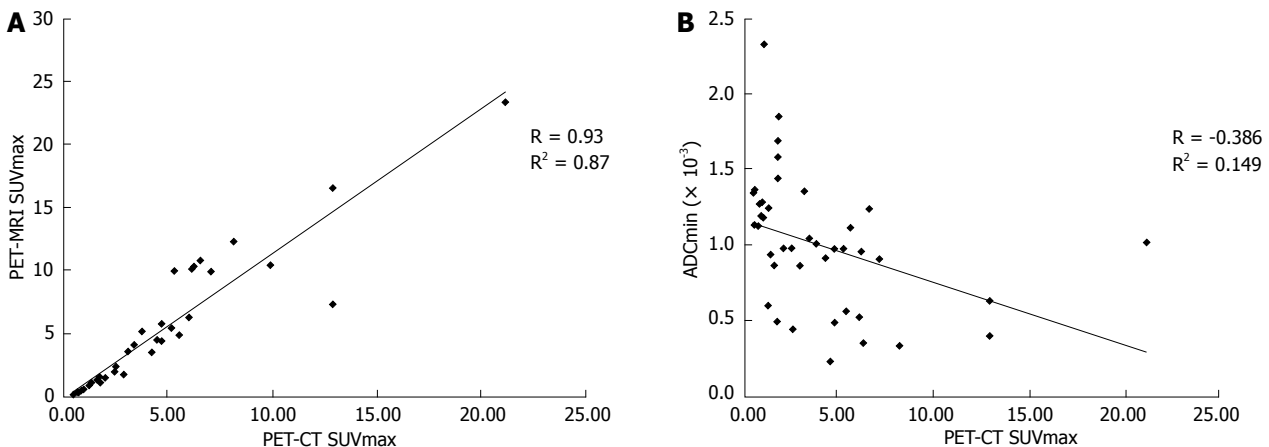 A
PET-MRI SUVmax
30
25
20
15
10
5
0
0.00 5.00 10.00 15.00 20.00 25.00
PET-CT SUVmax
R = 0.93
R² = 0.87
B
ADCmin (× 10⁻³)
2.5
2.0
1.5
1.0
0.5
0.0
0.00 5.00 10.00 15.00 20.00 25.00
PET-CT SUVmax
R = -0.386
R² = 0.149